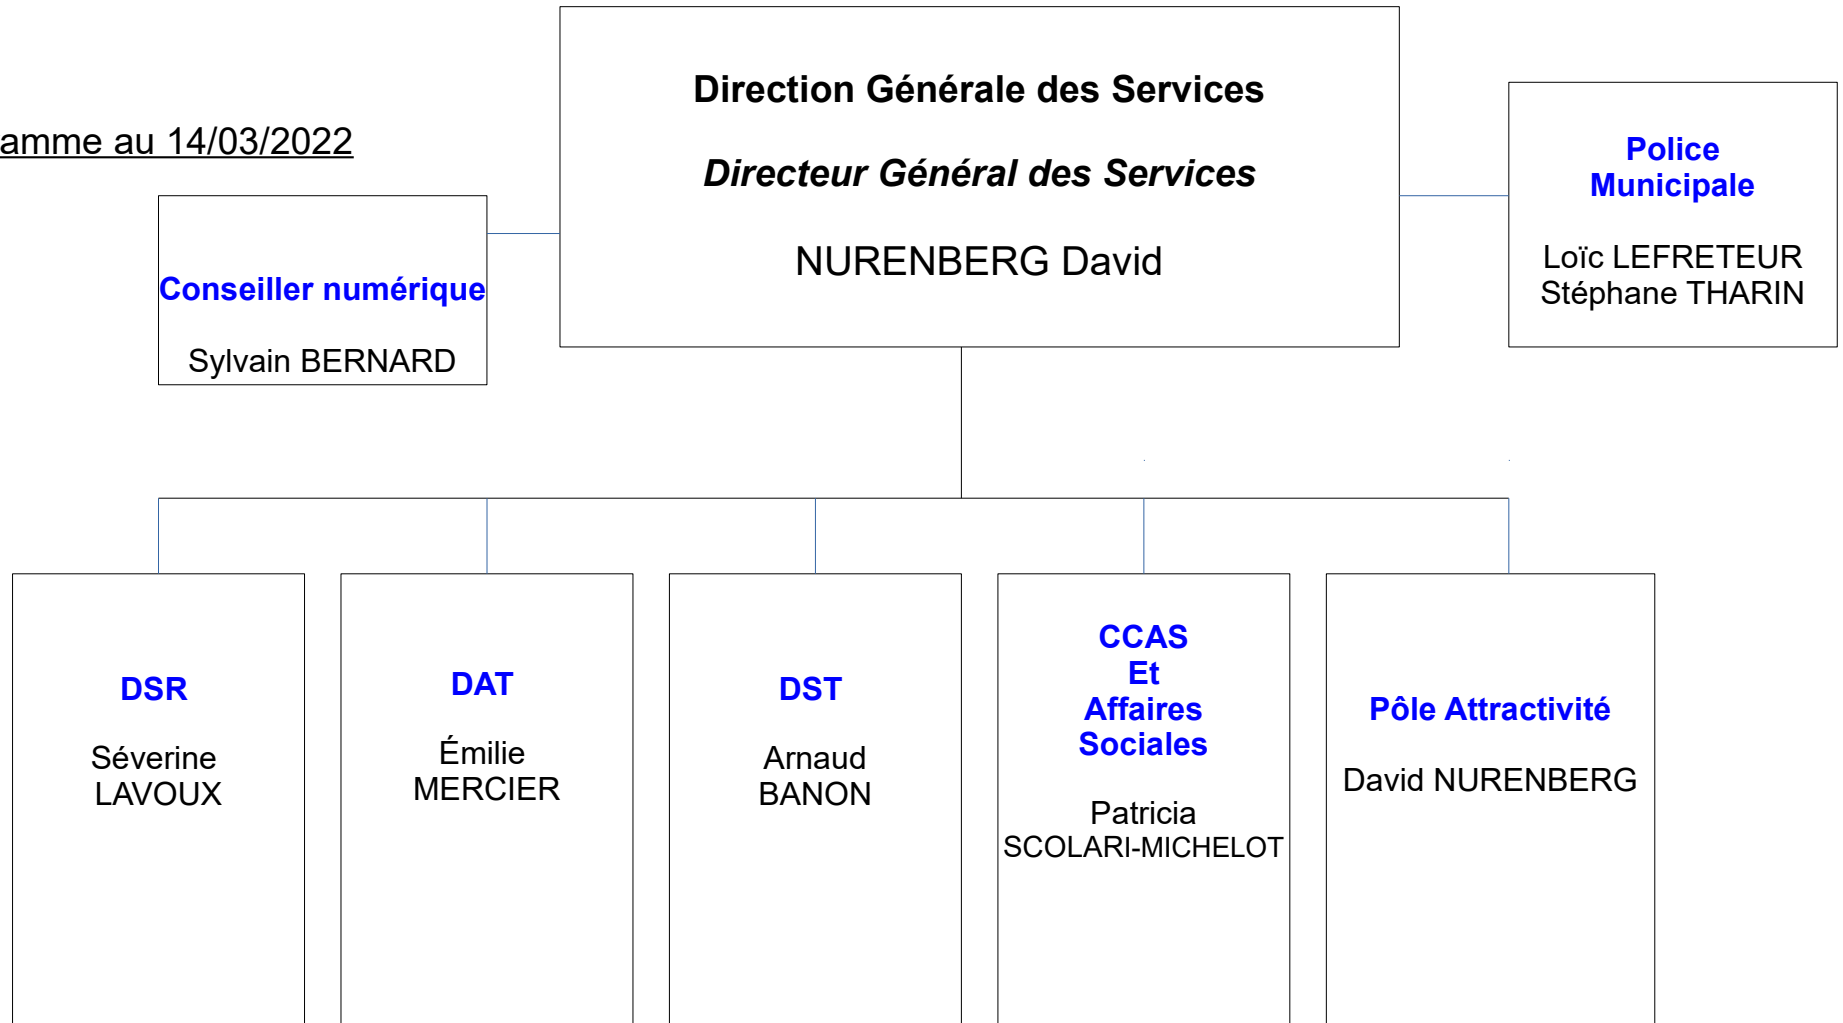 Direction Générale des Services
amme au 14/03/2022
Directeur Général des Services
NURENBERG David
Police
Municipale
Loïc LEFRETEUR
Stéphane THARIN
Conseiller numérique
Sylvain BERNARD
DSR
Séverine
LAVOUX
DAT
Émilie
MERCIER
DST
Arnaud
BANON
CCAS
Et
Affaires
Sociales
Patricia
SCOLARI-MICHELOT
Pôle Attractivité
David NURENBERG